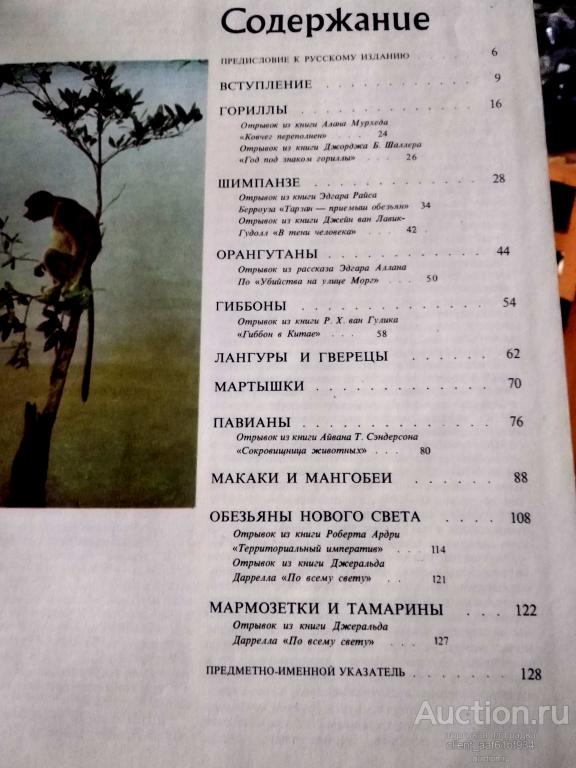 Содержание
ПРЕДИСЛОВИЕ К РУССКОМУ ИЗДАНИЮ . . . . . . 6
ВСТУПЛЕНИЕ . . . . . . . . . . 9
ГОРИЛЛЫ . . . . . . . . . . 16
Отрывок из книги Алана Мурхеда
«Ковчег переполнен» . . . 24
Отрывок из книги Джорджа Б. Шаллера
«Год под знаком гориллы» . . 26
ШИМПАНЗЕ . . . . . . . . . . 28
Отрывок из книги Эдгара Райса
Берроуза «Тарзан — приемыш обезьян» 34
Отрывок из книги Джейн ван Лавик-
Гудолл «В тени человека» . . 42
ОРАНГУТАНЫ . . . . . . . . . 44
Отрывок из рассказа Эдгара Аллана
По «Убийства на улице Морг» . . 50
ГИББОНЫ . . . . . . . . . . 54
Отрывок из книги Р. Х. ван Гулика
«Гиббон в Китае» . . . 58
ЛАНГУРЫ И ГВЕРЕЦЫ . . . . . . 62
МАРТЫШКИ . . . . . . . . . . 70
ПАВИАНЫ . . . . . . . . . . 76
Отрывок из книги Айвана Т. Сэндерсона
«Сокровищница животных» . . . 80
МАКАКИ И МАНГОБЕИ . . . . . 88
ОБЕЗЬЯНЫ НОВОГО СВЕТА . . . . 108
Отрывок из книги Роберта Ардри
«Территориальный императив» . . . 114
Отрывок из книги Джеральда
Даррелла «По всему свету» . . 121
МАРМОЗЕТКИ И ТАМАРИНЫ . . . 122
Отрывок из книги Джеральда
Даррелла «По всему свету» . . . 127
ПРЕДМЕТНО-ИМЕННОЙ УКАЗАТЕЛЬ . . . . . . . 128
Auction.ru